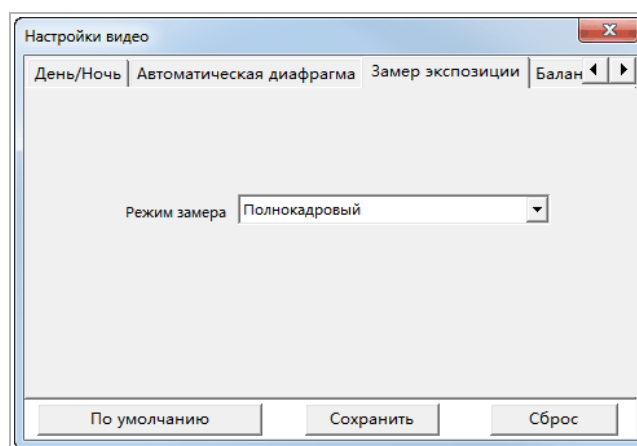 Настройки видео
День/Ночь Автоматическая диафрагма Замер экспозиции Балан
Режим замера Полнокадровый
По умолчанию Сохранить Сброс